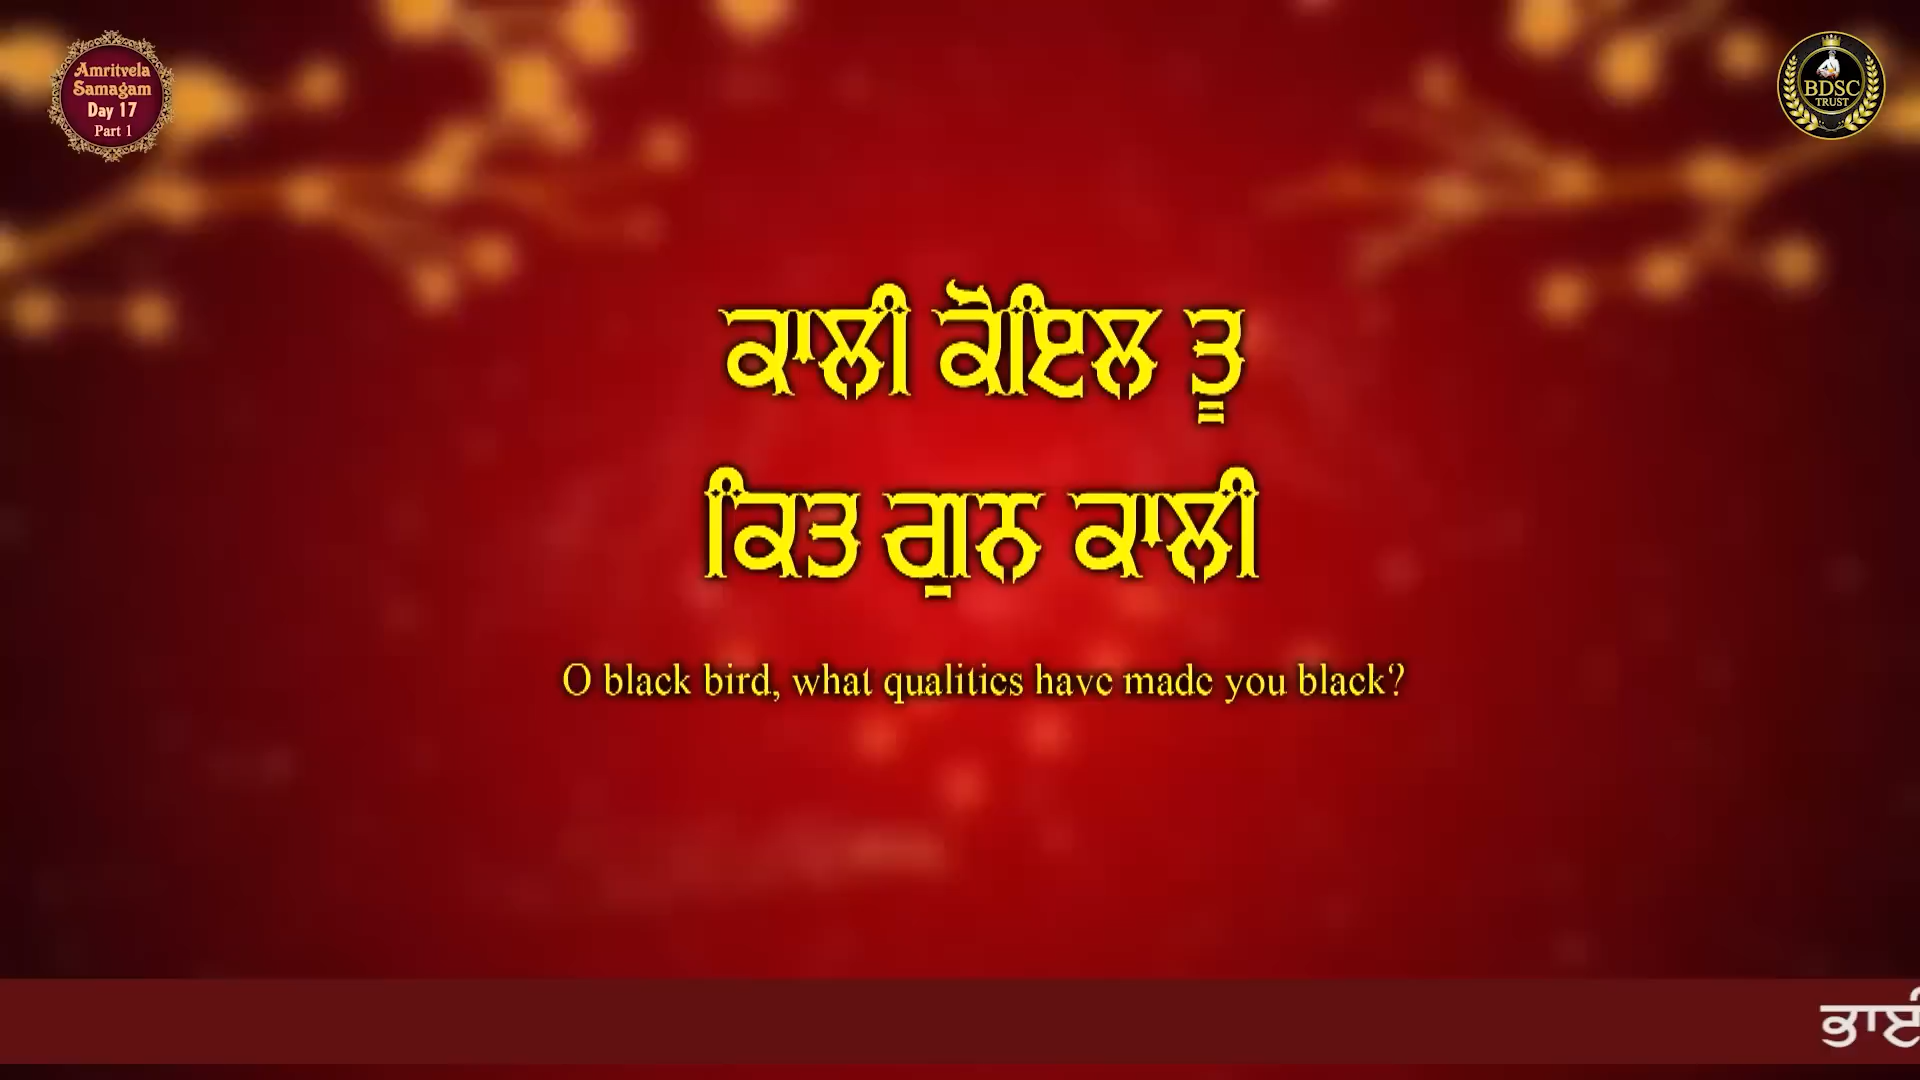 Amritvela
Samagam
Day 17
Part 1
BDSC
TRUST
ਕਾਲੀ ਕੋਇਲ ਤੂ
ਕਿਤ ਗੁਨ ਕਾਲੀ
O black bird, what qualities have made you black?